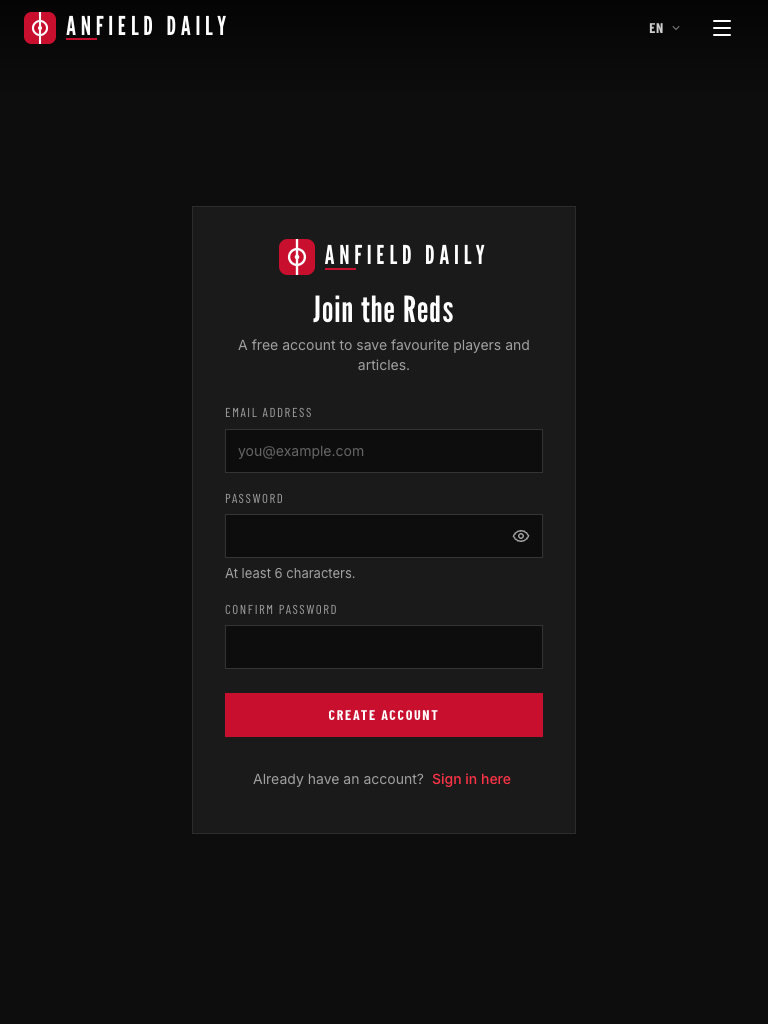 ANFIELD DAILY
EN
ANFIELD DAILY
Join the Reds
A free account to save favourite players and
articles.
EMAIL ADDRESS
you@example.com
PASSWORD
At least 6 characters.
CONFIRM PASSWORD
CREATE ACCOUNT
Already have an account? Sign in here